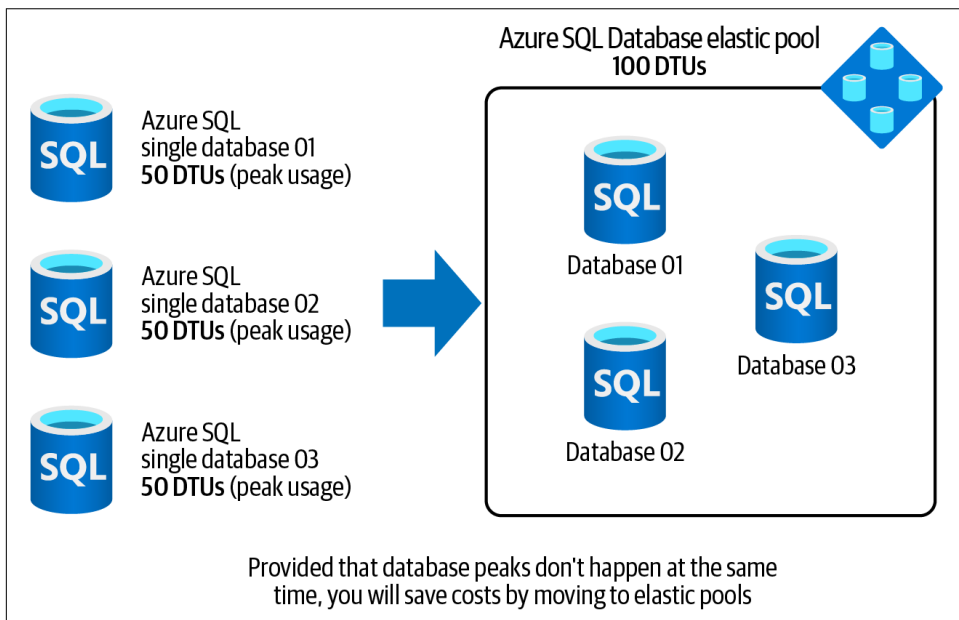 Azure SQL Database elastic pool
100 DTUs
SQL
Azure SQL
single database 01
50 DTUs (peak usage)
SQL
Azure SQL
single database 02
50 DTUs (peak usage)
SQL
Azure SQL
single database 03
50 DTUs (peak usage)
SQL
Database 01
SQL
Database 02
SQL
Database 03
Provided that database peaks don't happen at the same
time, you will save costs by moving to elastic pools